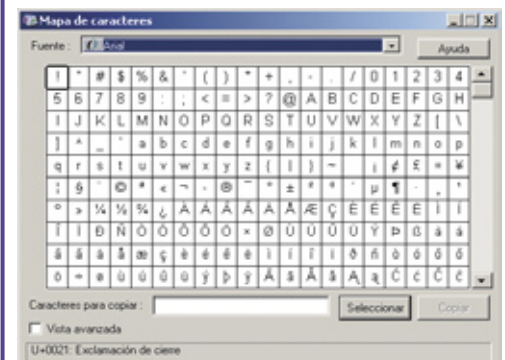 Mapa de caracteres
Fuente : Arial Ayuda
! " # $ % & ' ( ) * + , - . / 0 1 2 3 4
5 6 7 8 9 : ; < = > ? @ A B C D E F G H
I J K L M N O P Q R S T U V W X Y Z [ \
] ^ _ ` a b c d e f g h i j k l m n o p
q r s t u v w x y z { | } ~ ¡ ¢ £ ¤ ¥
¦ § ¨ © ª « ¬ - ® ¯ ° ± ² ³ ´ µ ¶ · ¸ ¹
º » ¼ ½ ¾ ¿ À Á Â Ã Ä Å Æ Ç È É Ê Ë Ì Í
Î Ï Ð Ñ Ò Ó Ô Õ Ö × Ø Ù Ú Û Ü Ý Þ ß à á
â ã ä å æ ç è é ê ë ì í î ï ð ñ ò ó ô õ
ö ÷ ø ù ú û ü ý þ ÿ Ā ā Ă ă Ą ą Ć ć Ĉ ĉ
Caracteres para copiar : Seleccionar Copiar
Vista avanzada
U+0021: Exclamación de cierre